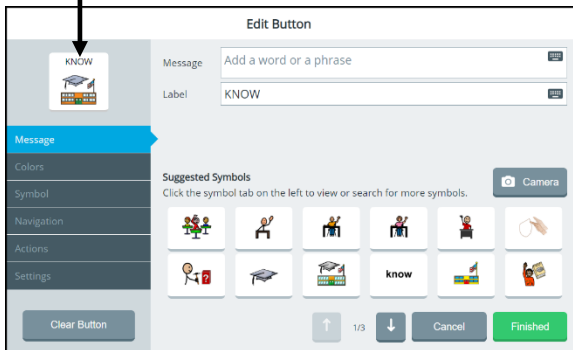 Edit Button
KNOW
Message
Add a word or a phrase
Label
KNOW
Message
Colors
Symbol
Navigation
Actions
Settings
Clear Button
Suggested Symbols
Click the symbol tab on the left to view or search for more symbols.
Camera
know
1/3
Cancel
Finished